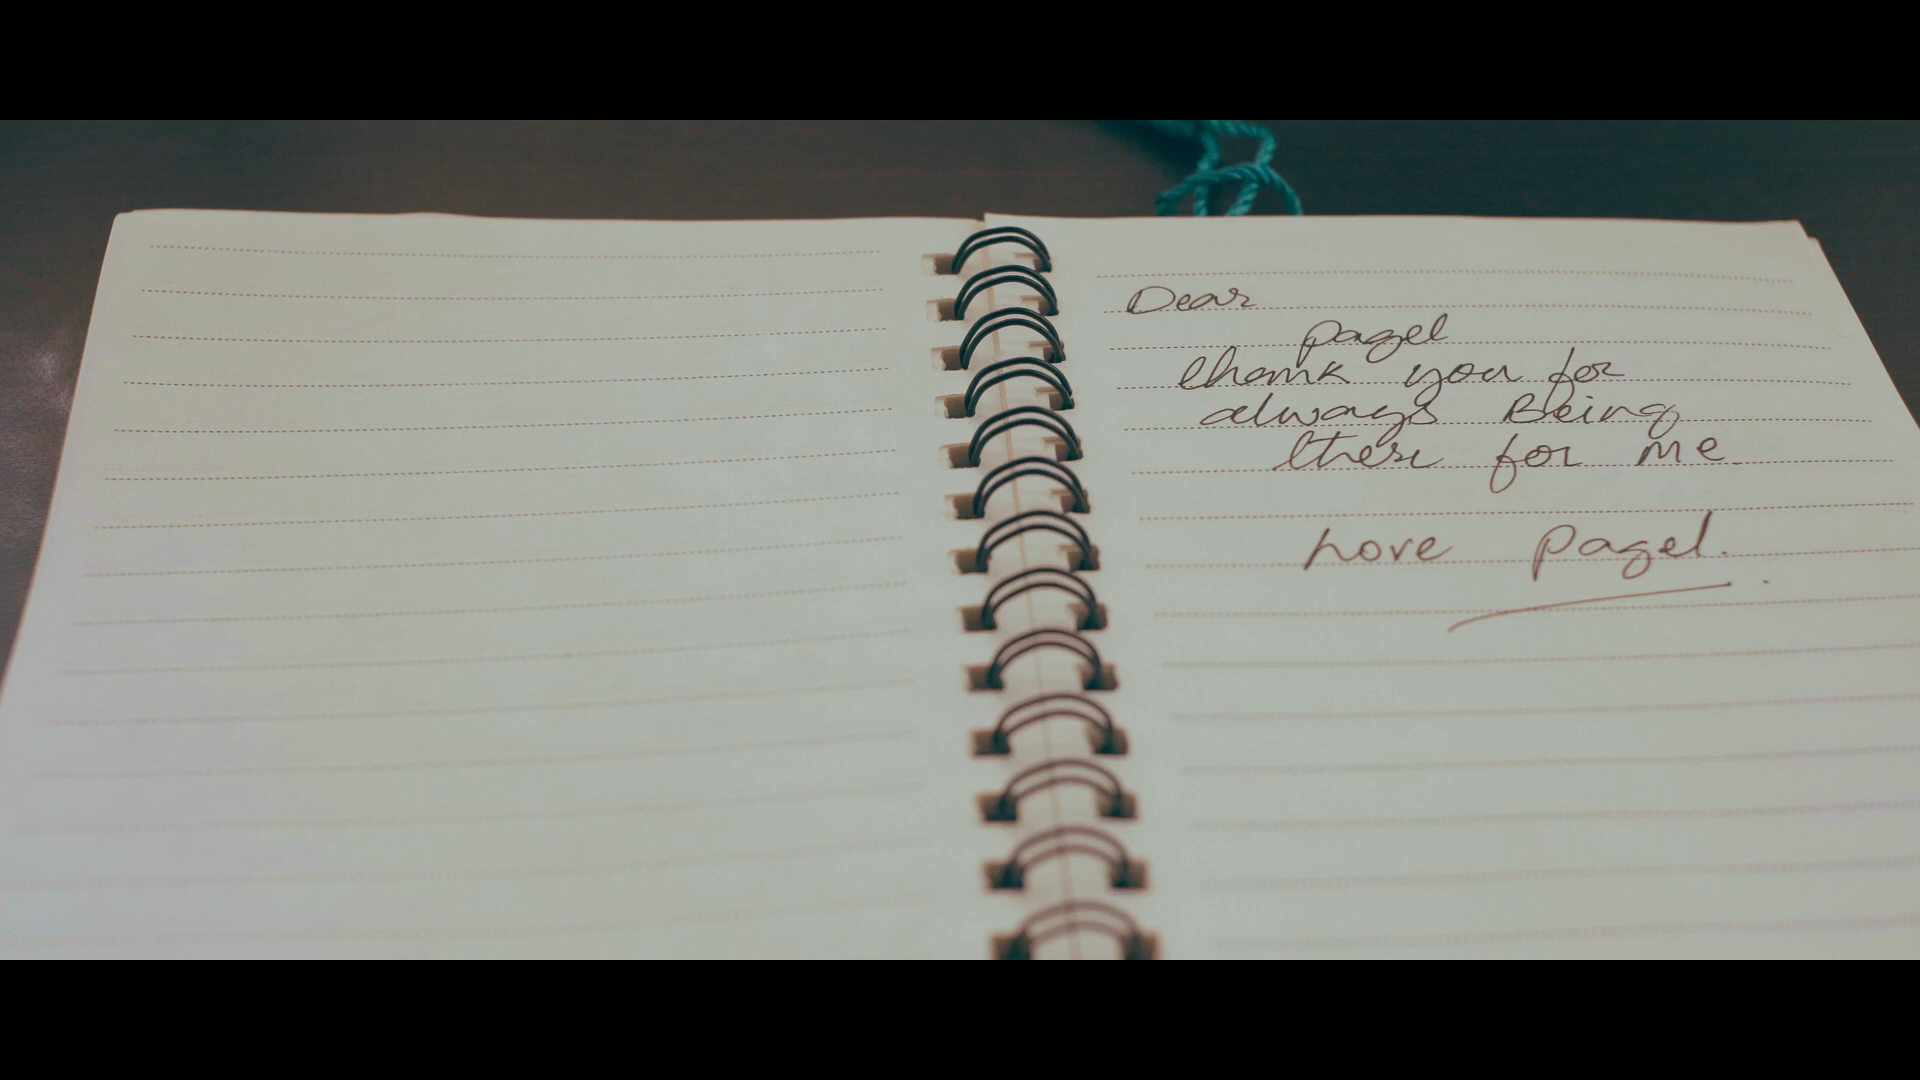 Dear
pagel
thank you for
always Being
there for me.
Love pagel.